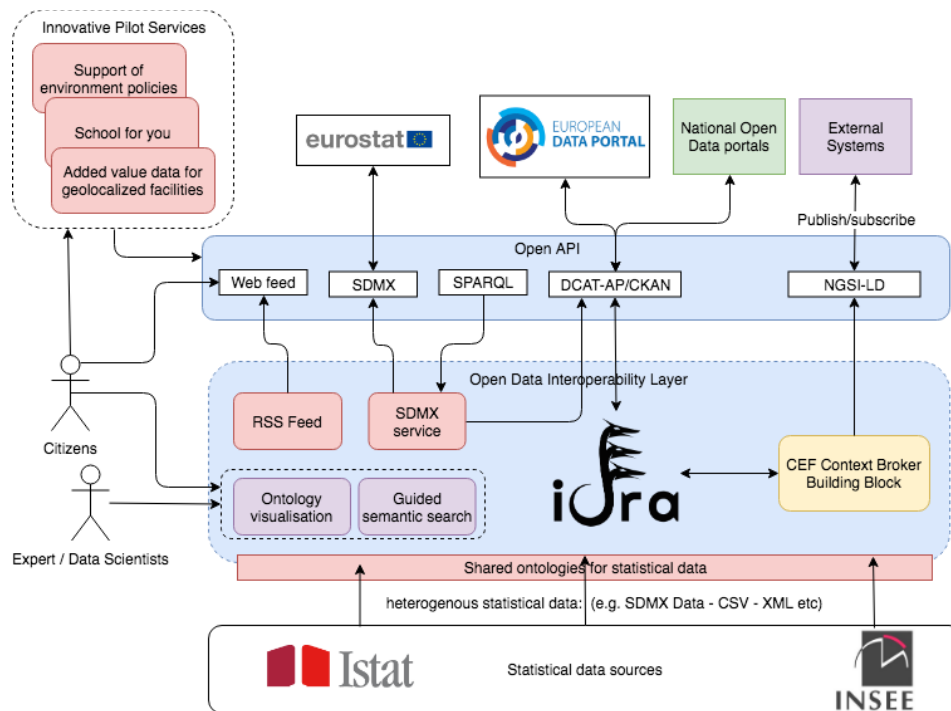 Innovative Pilot Services
Support of
environment policies
School for you
Added value data for
geolocalized facilities
eurostat
EUROPEAN
DATA PORTAL
National Open
Data portals
External
Systems
Publish/subscribe
Open API
Web feed
SDMX
SPARQL
DCAT-AP/CKAN
NGSI-LD
Open Data Interoperability Layer
RSS Feed
SDMX
service
Citizens
idra
CEF Context Broker
Building Block
Ontology
visualisation
Guided
semantic search
Expert / Data Scientists
Shared ontologies for statistical data
heterogenous statistical data: (e.g. SDMX Data - CSV - XML etc)
Istat
Statistical data sources
INSEE